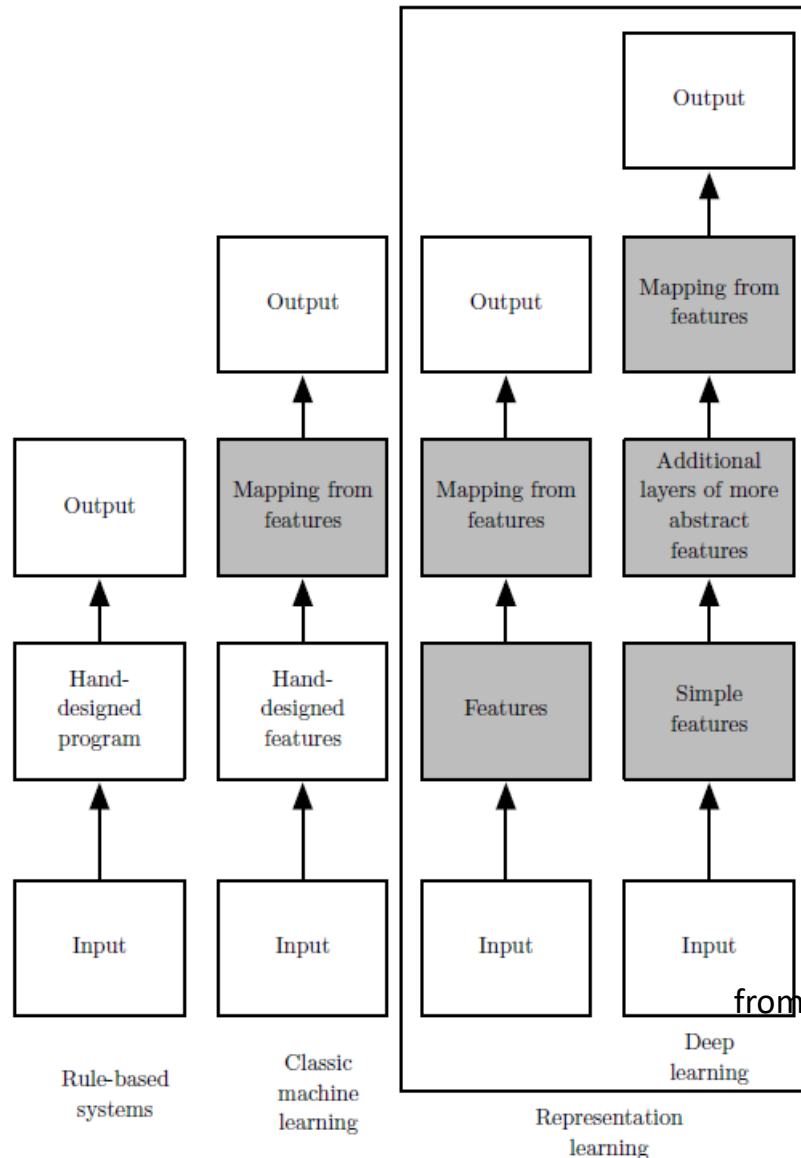 Output
Output
Output
Mapping from
features
Output
Mapping from
features
Mapping from
features
Additional
layers of more
abstract
features
Hand-
designed
program
Hand-
designed
features
Features
Simple
features
Input
Input
Input
Input
from
Rule-based
systems
Classic
machine
learning
Representation
learning
Deep
learning